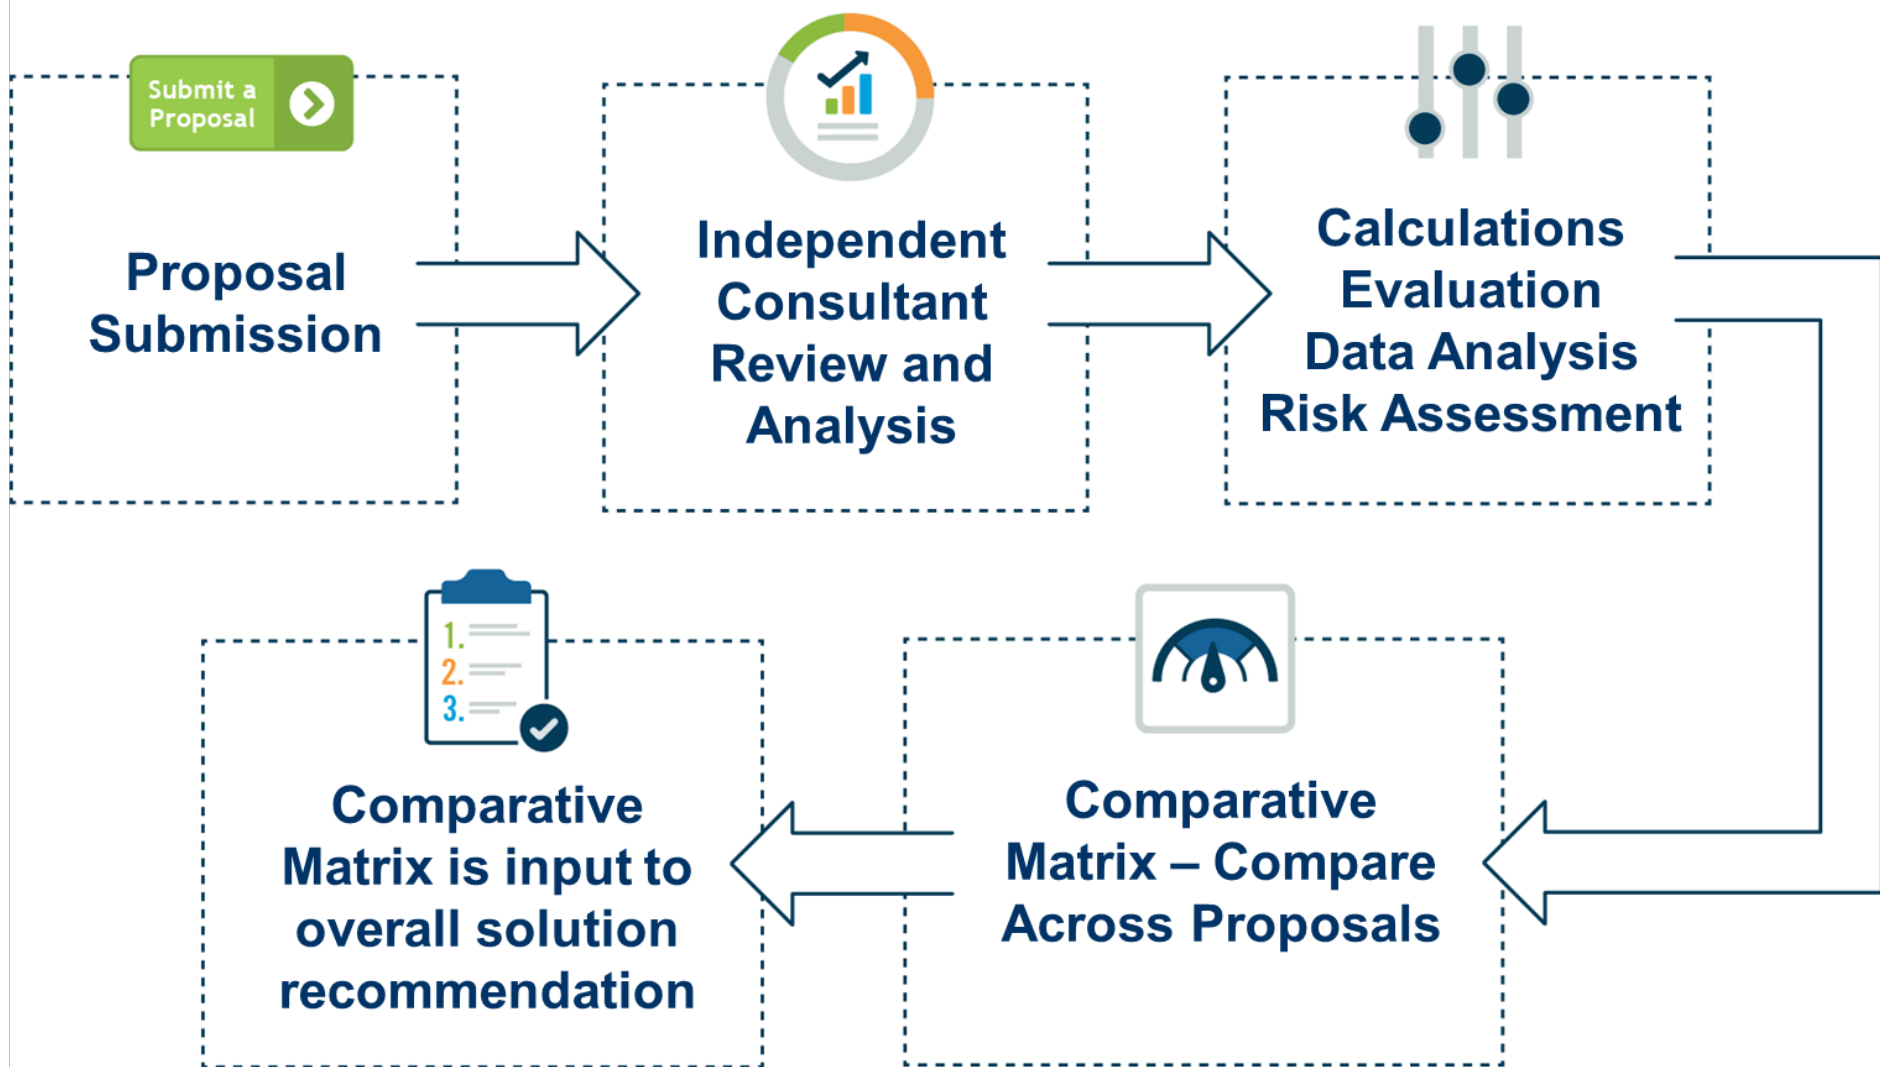 Submit a
Proposal
Proposal
Submission
Independent
Consultant
Review and
Analysis
Calculations
Evaluation
Data Analysis
Risk Assessment
1.
2.
3.
Comparative
Matrix is input to
overall solution
recommendation
Comparative
Matrix – Compare
Across Proposals